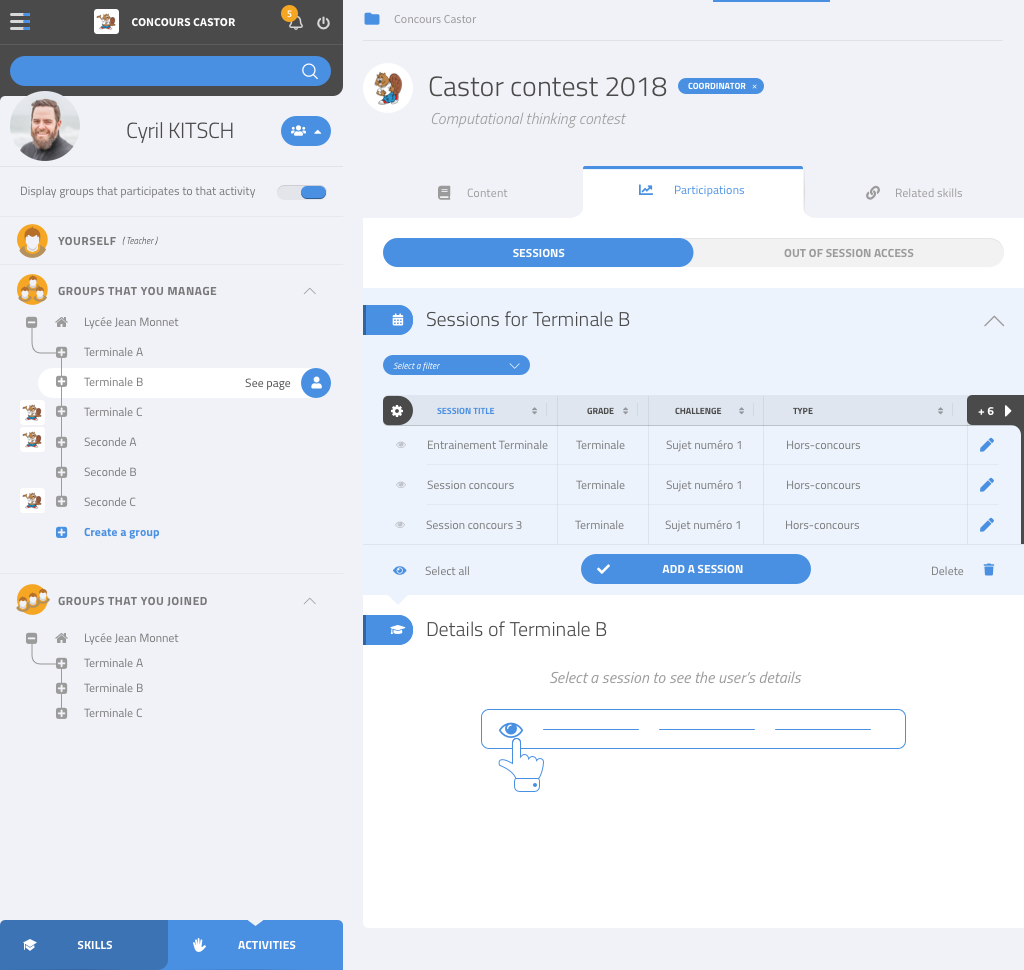 CONCOURS CASTOR
5
Cyril KITSCH
Display groups that participates to that activity
YOURSELF (Teacher)
GROUPS THAT YOU MANAGE
Lycée Jean Monnet
Terminale A
Terminale B See page
Terminale C
Seconde A
Seconde B
Seconde C
Create a group
GROUPS THAT YOU JOINED
Lycée Jean Monnet
Terminale A
Terminale B
Terminale C
SKILLS
ACTIVITIES
Concours Castor
Castor contest 2018 COORDINATOR ×
Computational thinking contest
Content
Participations
Related skills
SESSIONS
OUT OF SESSION ACCESS
Sessions for Terminale B
Select a filter
SESSION TITLE GRADE CHALLENGE TYPE + 6
Entrainement Terminale Terminale Sujet numéro 1 Hors-concours
Session concours Terminale Sujet numéro 1 Hors-concours
Session concours 3 Terminale Sujet numéro 1 Hors-concours
Select all ADD A SESSION Delete
Details of Terminale B
Select a session to see the user's details